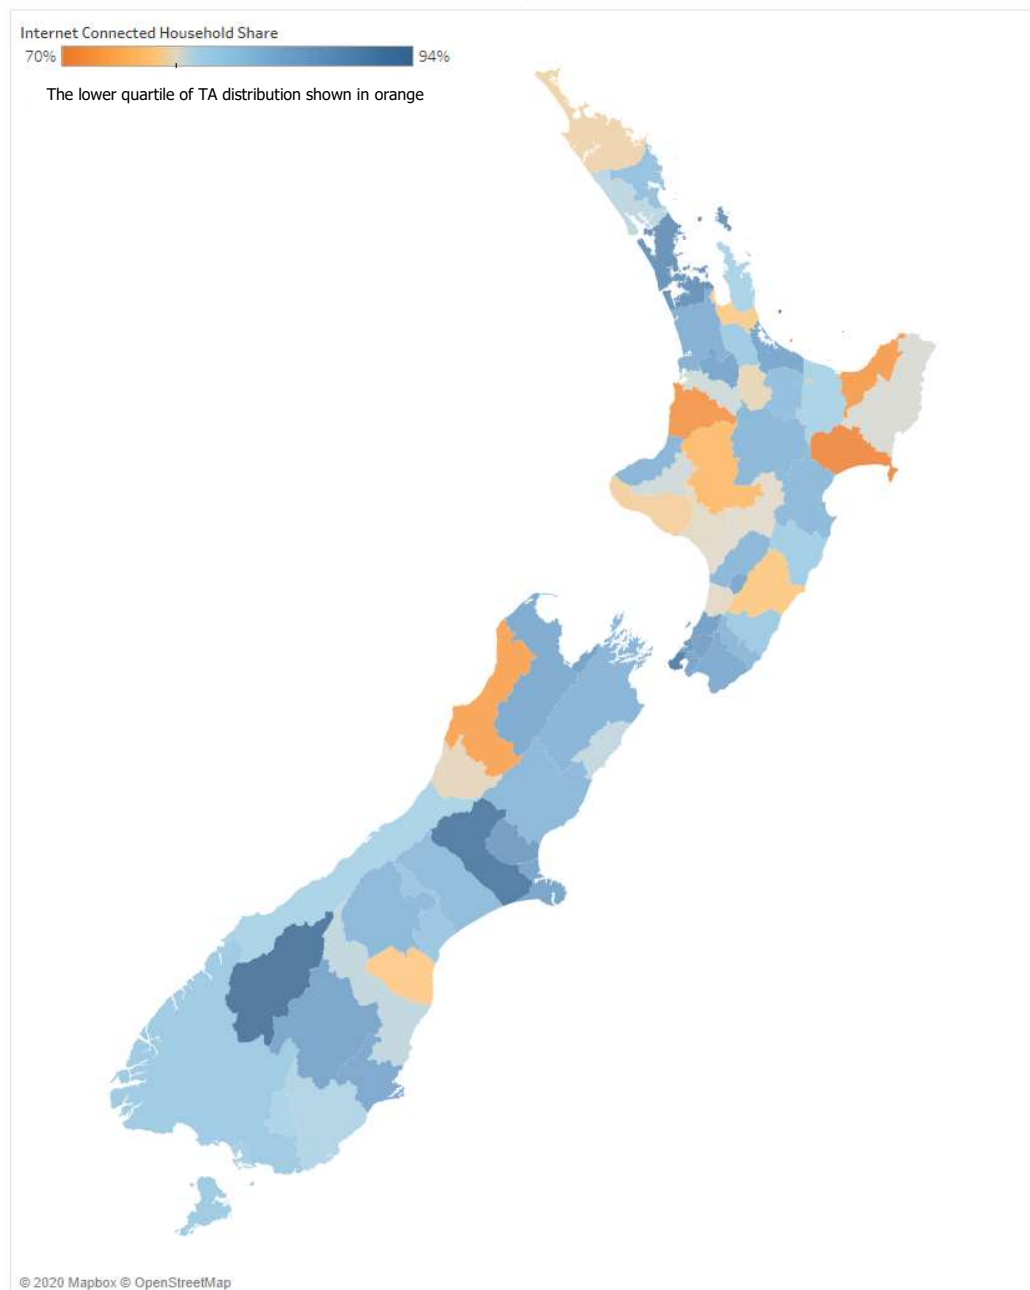 Internet Connected Household Share
70% 94%
The lower quartile of TA distribution shown in orange
© 2020 Mapbox © OpenStreetMap